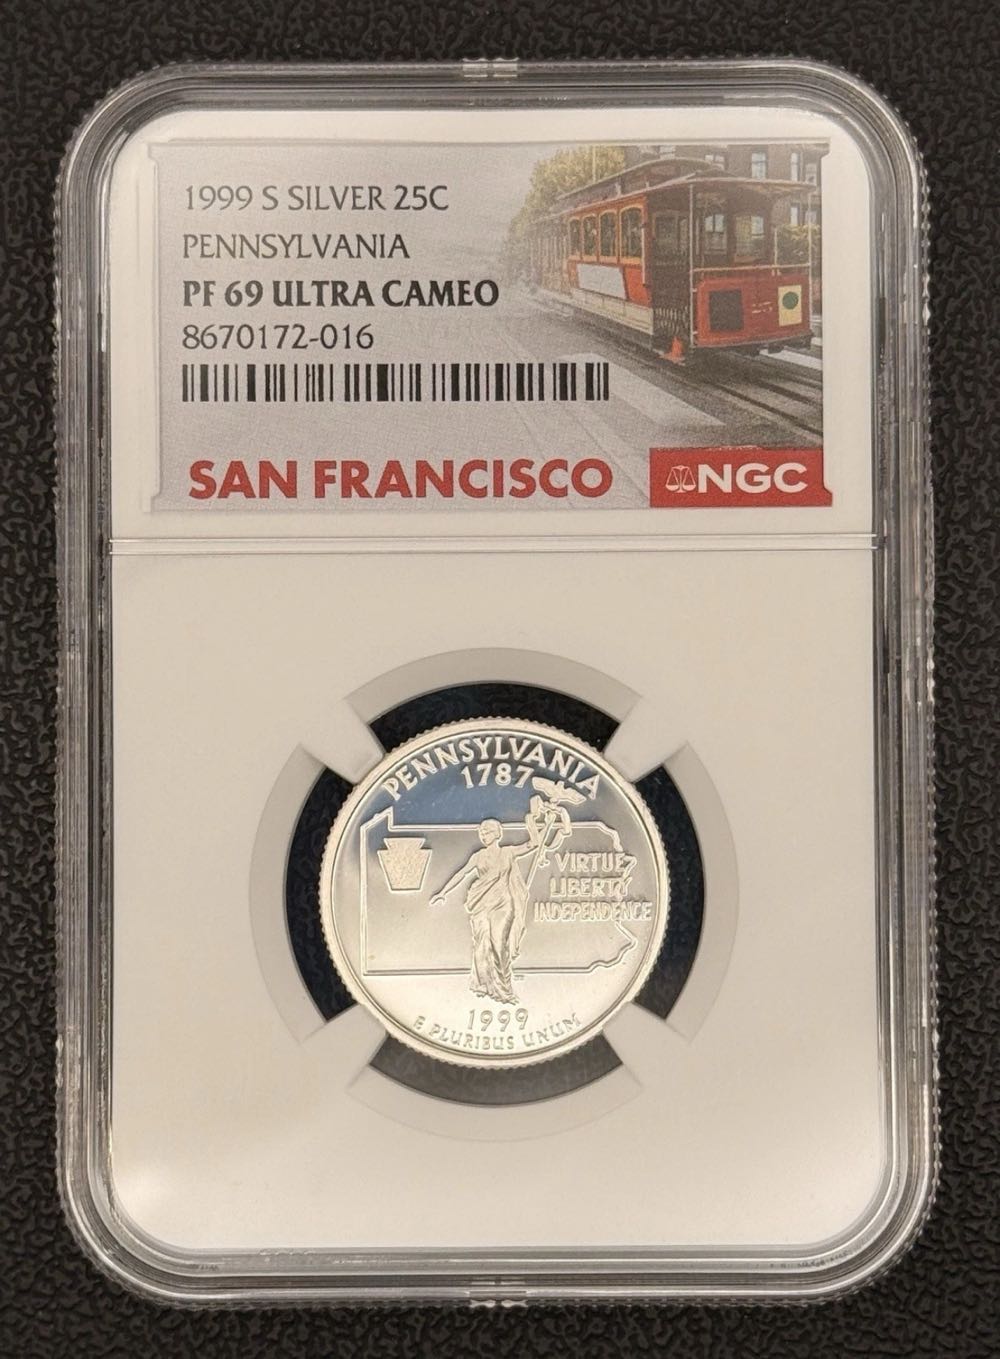 1999 S SILVER 25C
PENNSYLVANIA
PF 69 ULTRA CAMEO
8670172-016
SAN FRANCISCO
NGC
PENNSYLVANIA
1787
VIRTUE
LIBERTY
INDEPENDENCE
1999
E PLURIBUS UNUM